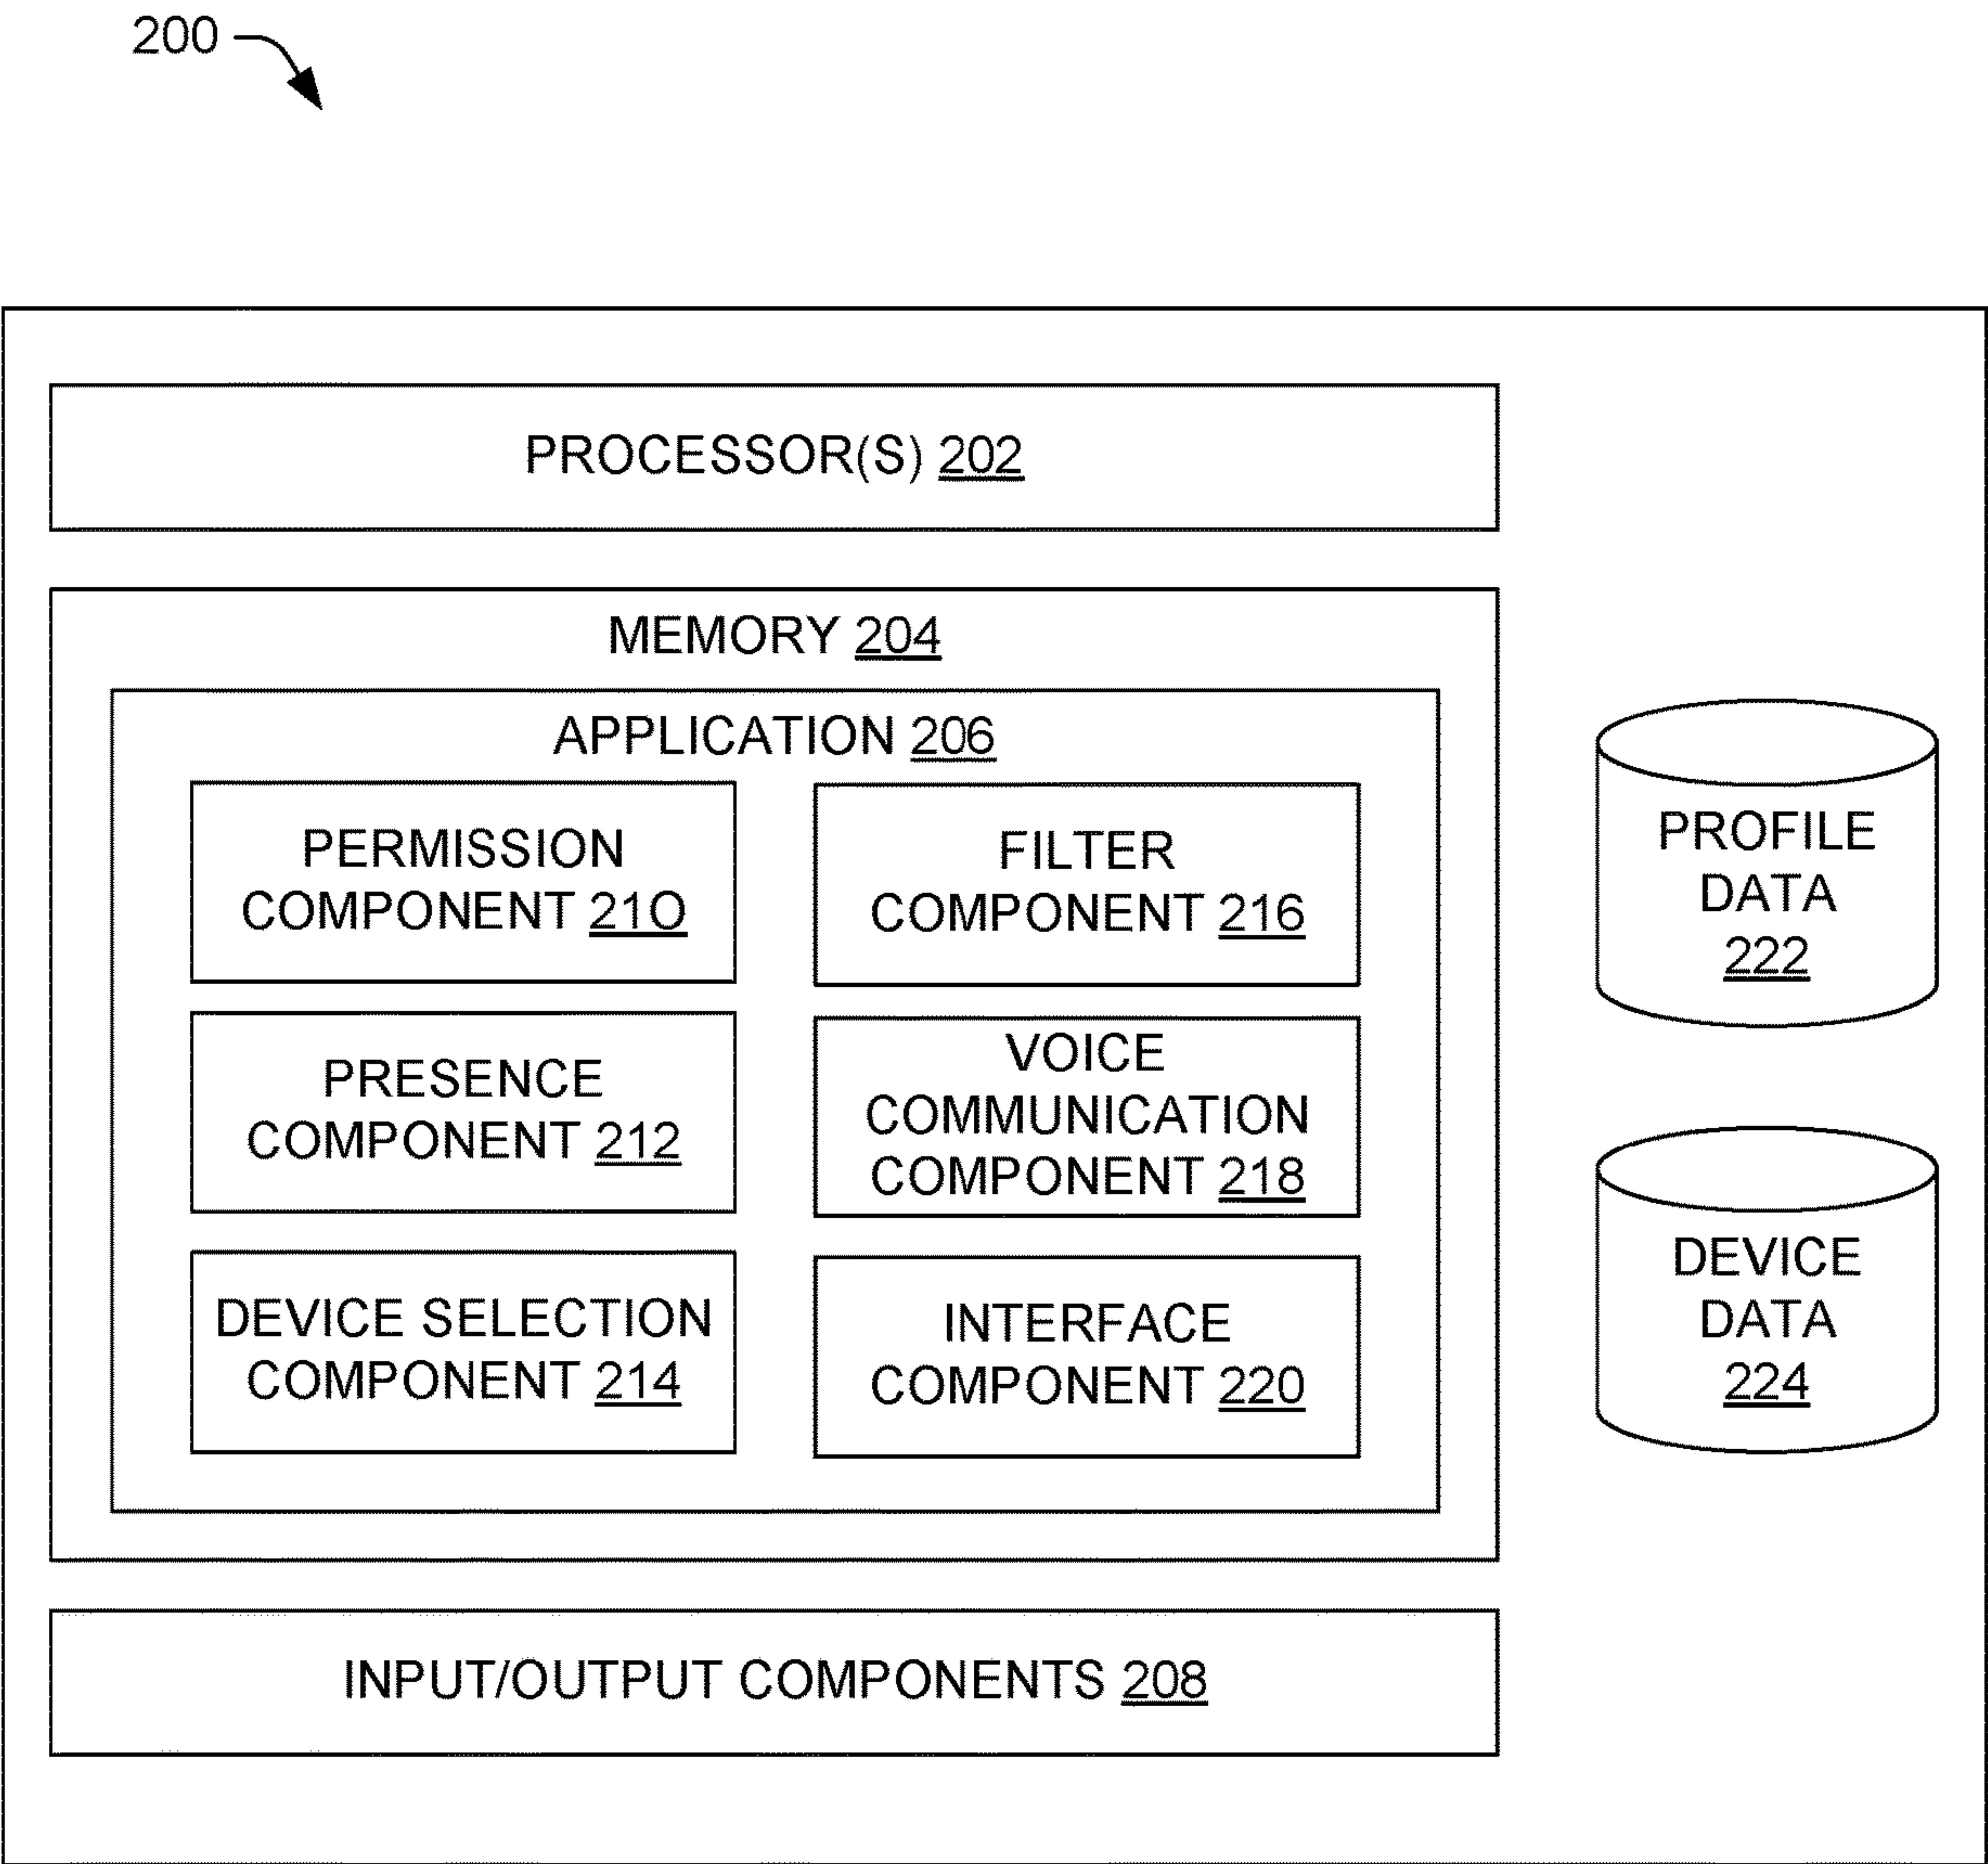 200
PROCESSOR(S) 202
MEMORY 204
APPLICATION 206
PERMISSION
COMPONENT 210
FILTER
COMPONENT 216
PRESENCE
COMPONENT 212
VOICE
COMMUNICATION
COMPONENT 218
DEVICE SELECTION
COMPONENT 214
INTERFACE
COMPONENT 220
PROFILE
DATA
222
DEVICE
DATA
224
INPUT/OUTPUT COMPONENTS 208